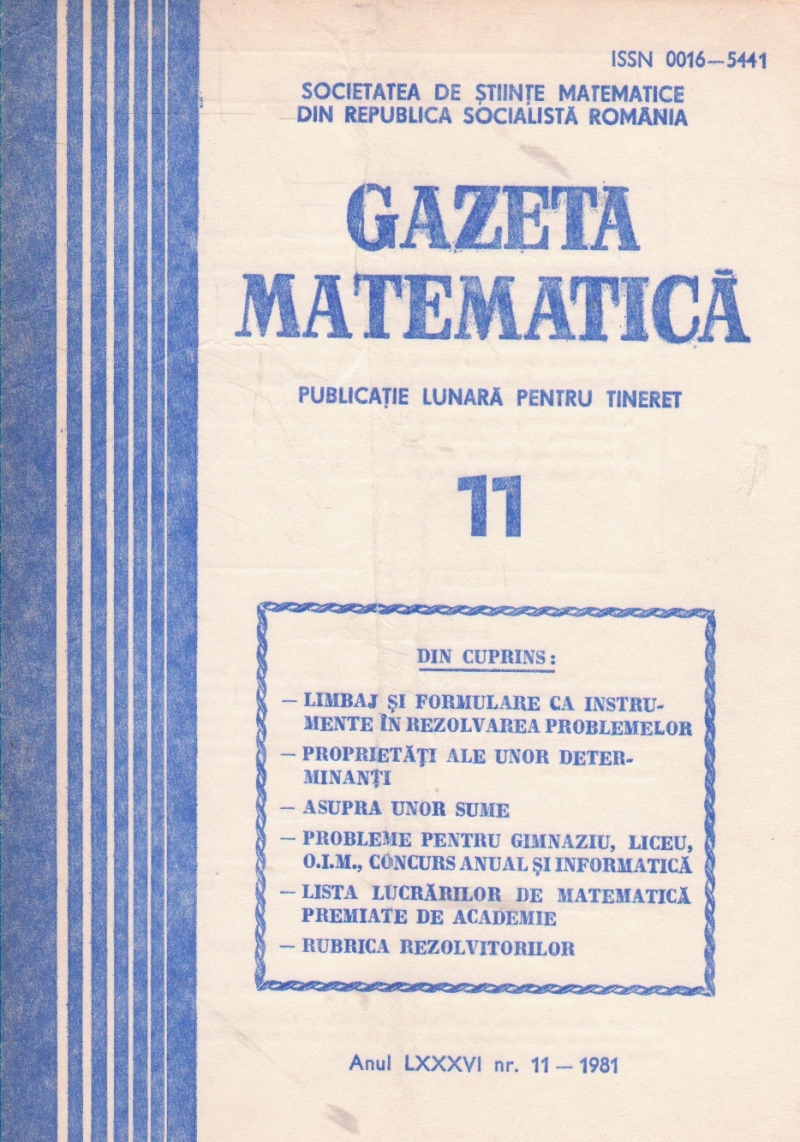 ISSN 0016—5441
SOCIETATEA DE ȘTIINȚE MATEMATICE
DIN REPUBLICA SOCIALISTĂ ROMÂNIA
GAZETA
MATEMATICĂ
PUBLICAȚIE LUNARĂ PENTRU TINERET
11
DIN CUPRINS:
— LIMBAJ ȘI FORMULARE CA INSTRU-
MENTE ÎN REZOLVAREA PROBLEMELOR
— PROPRIETĂȚI ALE UNOR DETER-
MINANȚI
— ASUPRA UNOR SUME
— PROBLEME PENTRU GIMNAZIU, LICEU,
O.I.M., CONCURS ANUAL ȘI INFORMATICĂ
— LISTA LUCRĂRILOR DE MATEMATICĂ
PREMIATE DE ACADEMIE
— RUBRICA REZOLVITORILOR
Anul LXXXVI nr. 11 — 1981